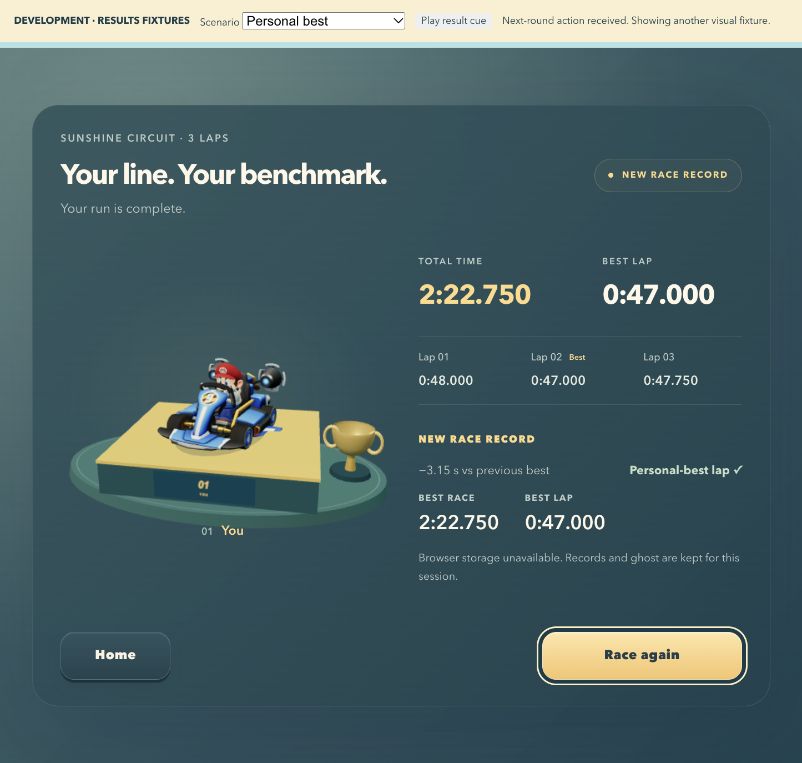 DEVELOPMENT · RESULTS FIXTURES Scenario Personal best Play result cue Next-round action received. Showing another visual fixture.
SUNSHINE CIRCUIT · 3 LAPS
Your line. Your benchmark.
NEW RACE RECORD
Your run is complete.
TOTAL TIME BEST LAP
2:22.750 0:47.000
Lap 01 Lap 02 Best Lap 03
0:48.000 0:47.000 0:47.750
NEW RACE RECORD
−3.15 s vs previous best Personal-best lap ✓
BEST RACE BEST LAP
2:22.750 0:47.000
Browser storage unavailable. Records and ghost are kept for this
session.
01
YOU
01 You
Home Race again